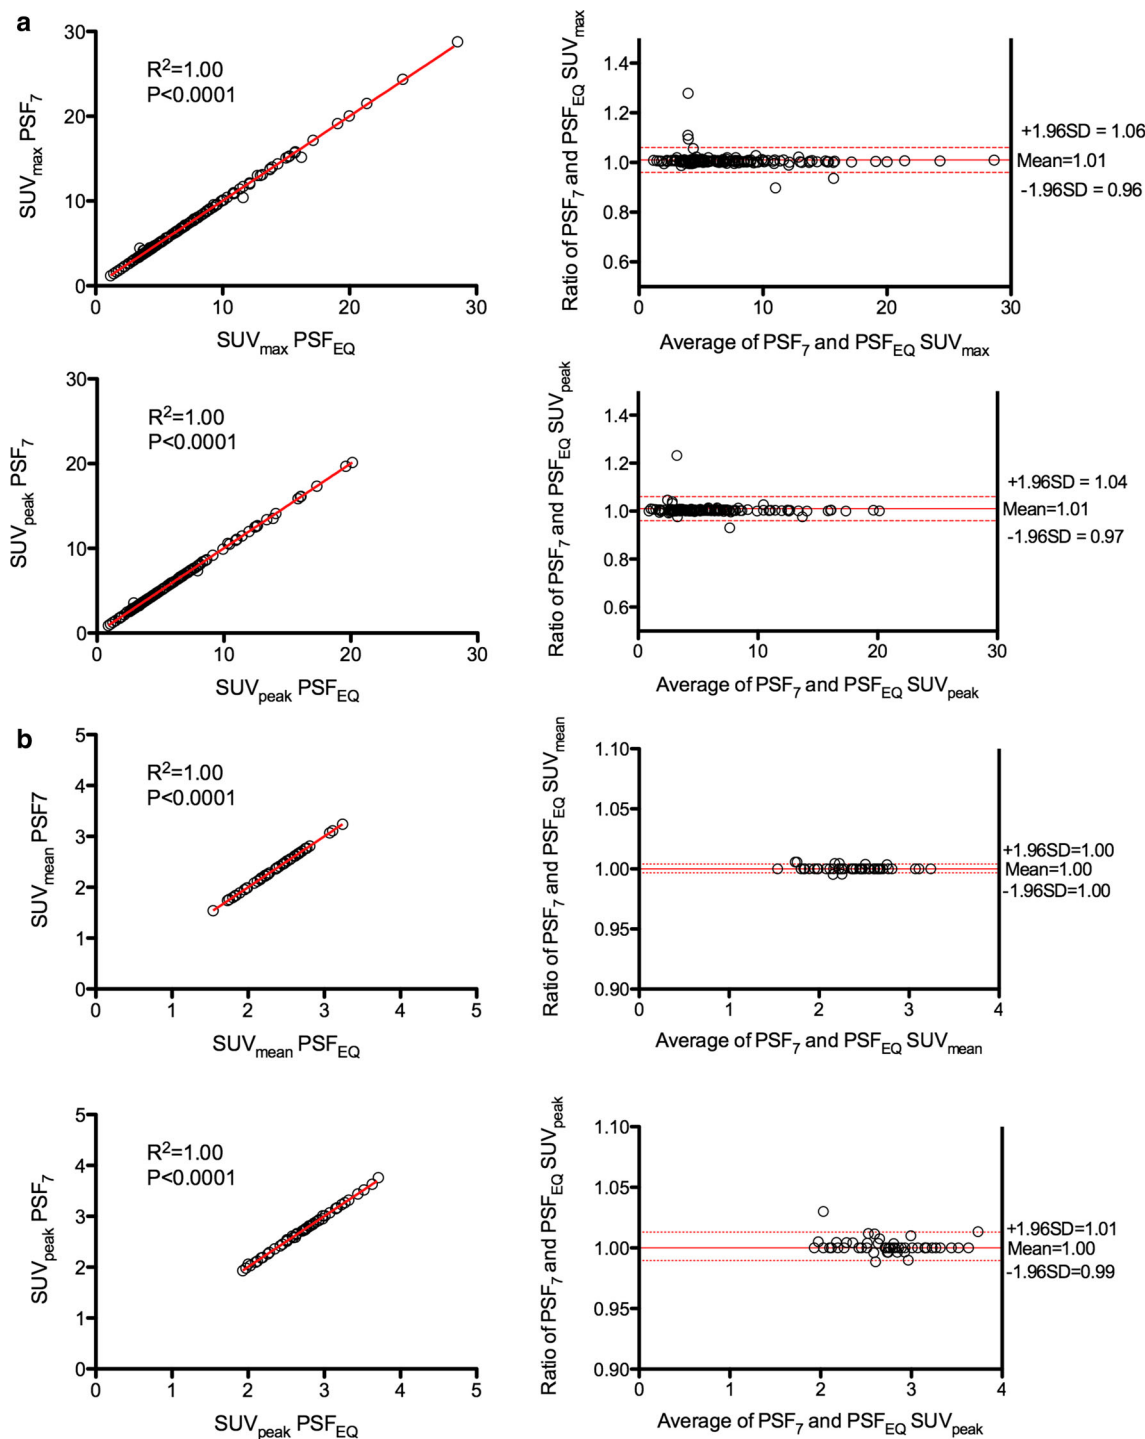 a
30
20
10
0
0 10 20 30
R²=1.00
P<0.0001
SUVmax PSF7
SUVmax PSFEQ
1.4
1.2
1.0
0.8
0.6
0 10 20 30
Ratio of PSF7 and PSFEQ SUVmax
Average of PSF7 and PSFEQ SUVmax
+1.96SD = 1.06
Mean=1.01
-1.96SD = 0.96
30
20
10
0
0 10 20 30
R²=1.00
P<0.0001
SUVpeak PSF7
SUVpeak PSFEQ
1.4
1.2
1.0
0.8
0.6
0 10 20 30
Ratio of PSF7 and PSFEQ SUVpeak
Average of PSF7 and PSFEQ SUVpeak
+1.96SD = 1.04
Mean=1.01
-1.96SD = 0.97
b
5
4
3
2
1
0
0 1 2 3 4 5
R²=1.00
P<0.0001
SUVmean PSF7
SUVmean PSFEQ
1.10
1.05
1.00
0.95
0.90
0 1 2 3 4
Ratio of PSF7 and PSFEQ SUVmean
Average of PSF7 and PSFEQ SUVmean
+1.96SD=1.00
Mean=1.00
-1.96SD=1.00
5
4
3
2
1
0
0 1 2 3 4 5
R²=1.00
P<0.0001
SUVpeak PSF7
SUVpeak PSFEQ
1.10
1.05
1.00
0.95
0.90
0 1 2 3 4
Ratio of PSF7 and PSFEQ SUVpeak
Average of PSF7 and PSFEQ SUVpeak
+1.96SD=1.01
Mean=1.00
-1.96SD=0.99